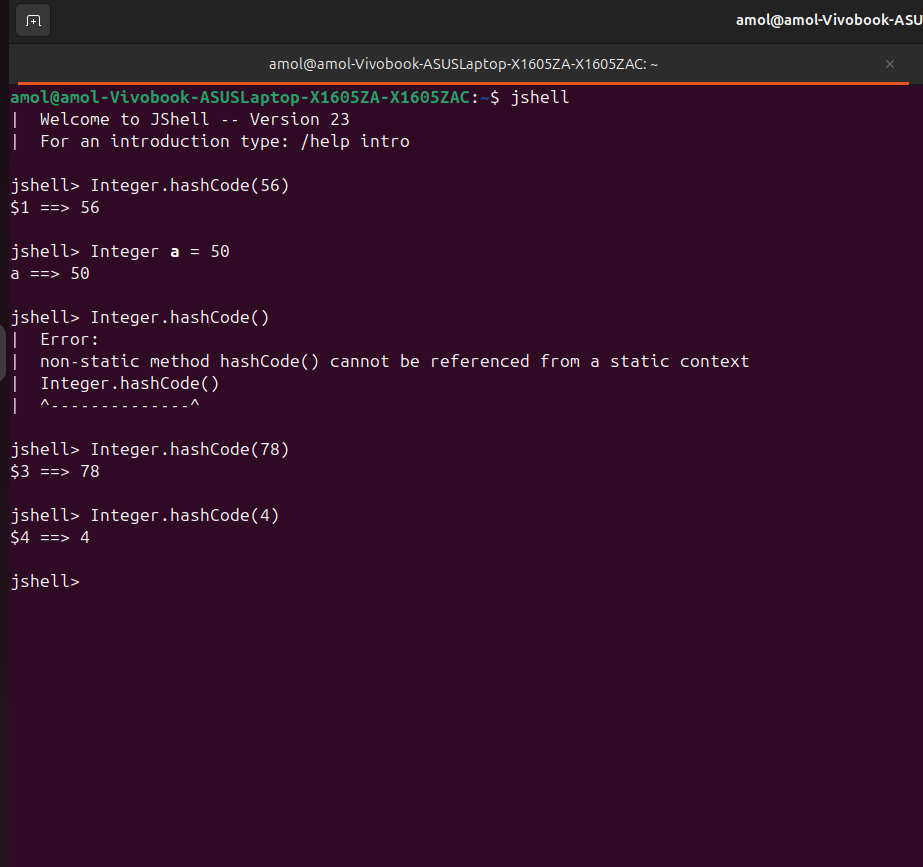 amol@amol-Vivobook-ASU
amol@amol-Vivobook-ASUSLaptop-X1605ZA-X1605ZAC: ~
amol@amol-Vivobook-ASUSLaptop-X1605ZA-X1605ZAC:~$ jshell
|  Welcome to JShell -- Version 23
|  For an introduction type: /help intro
jshell> Integer.hashCode(56)
$1 ==> 56
jshell> Integer a = 50
a ==> 50
jshell> Integer.hashCode()
|  Error:
|  non-static method hashCode() cannot be referenced from a static context
|  Integer.hashCode()
|  ^--------------^
jshell> Integer.hashCode(78)
$3 ==> 78
jshell> Integer.hashCode(4)
$4 ==> 4
jshell>